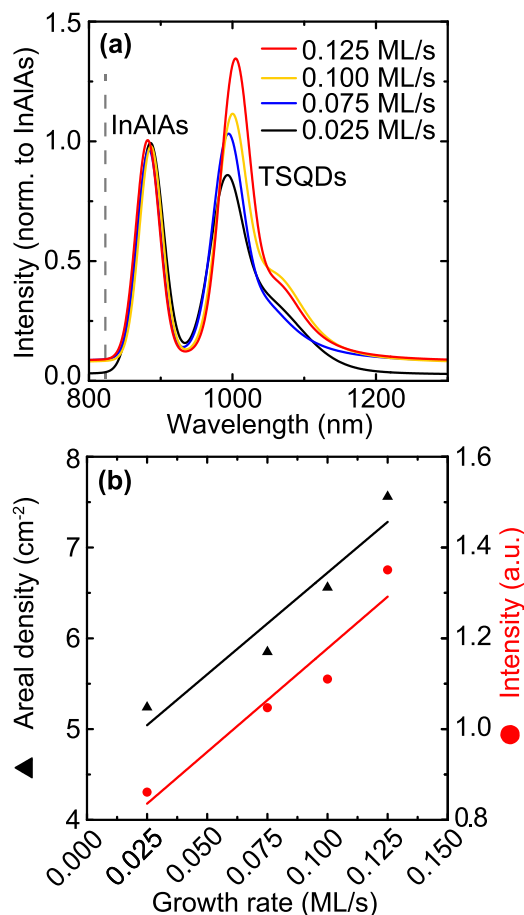 (a)
0.125 ML/s
0.100 ML/s
0.075 ML/s
0.025 ML/s
InAlAs
TSQDs
Intensity (norm. to InAlAs)
1.5
1.0
0.5
0.0
800 1000 1200
Wavelength (nm)
(b)
Areal density (cm⁻²)
8
7
6
5
4
1.6
1.4
1.2
1.0
0.8
Intensity (a.u.)
0.000 0.025 0.050 0.075 0.100 0.125 0.150
Growth rate (ML/s)